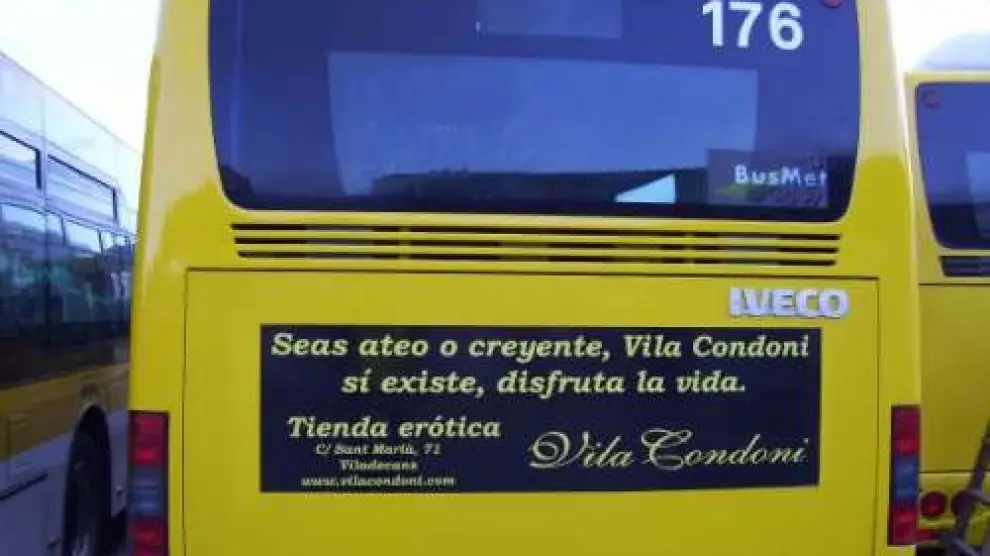 176
BusMet
IVECO
Seas ateo o creyente, Vila Condoni
sí existe, disfruta la vida.
Tienda erótica
C/ Sant Marià, 71
Viladecans
www.vilacondoni.com
Vila Condoni